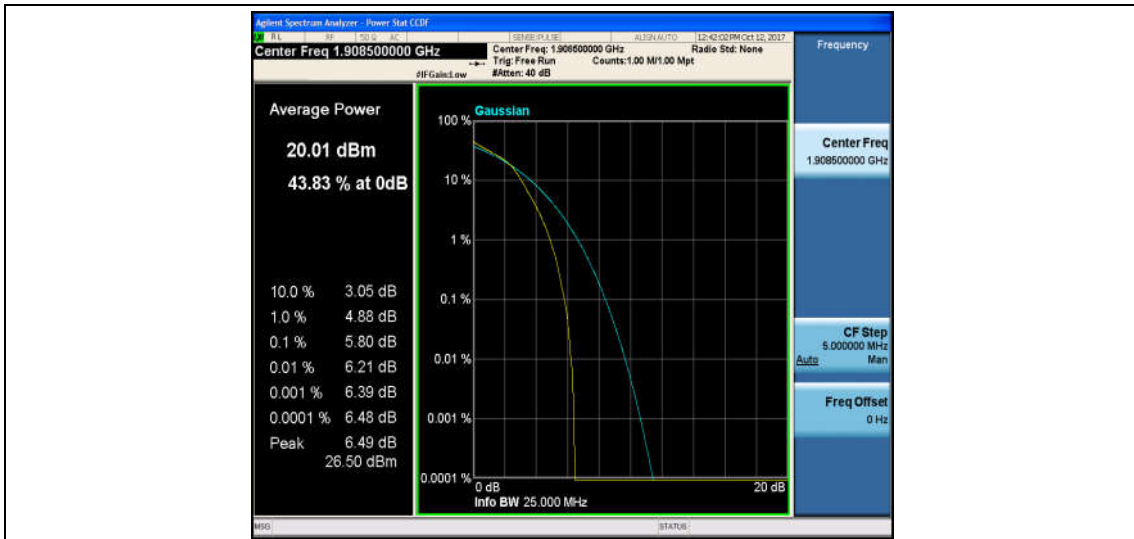 Agilent Spectrum Analyzer - Power Stat CCDF
RL RF 50 Ω AC SENSE:PULSE ALIGN AUTO 12:42:02 PM Oct 12, 2017
Center Freq 1.908500000 GHz
Center Freq: 1.908500000 GHz Radio Std: None
Trig: Free Run Counts:1.00 M/1.00 Mpt
#IFGain:Low #Atten: 40 dB
Frequency
Average Power
20.01 dBm
43.83 % at 0dB
10.0 % 3.05 dB
1.0 % 4.88 dB
0.1 % 5.80 dB
0.01 % 6.21 dB
0.001 % 6.39 dB
0.0001 % 6.48 dB
Peak 6.49 dB
26.50 dBm
Gaussian
100 %
10 %
1 %
0.1 %
0.01 %
0.001 %
0.0001 %
0 dB 20 dB
Info BW 25.000 MHz
Center Freq
1.908500000 GHz
CF Step
5.000000 MHz
Auto Man
Freq Offset
0 Hz
MSG STATUS